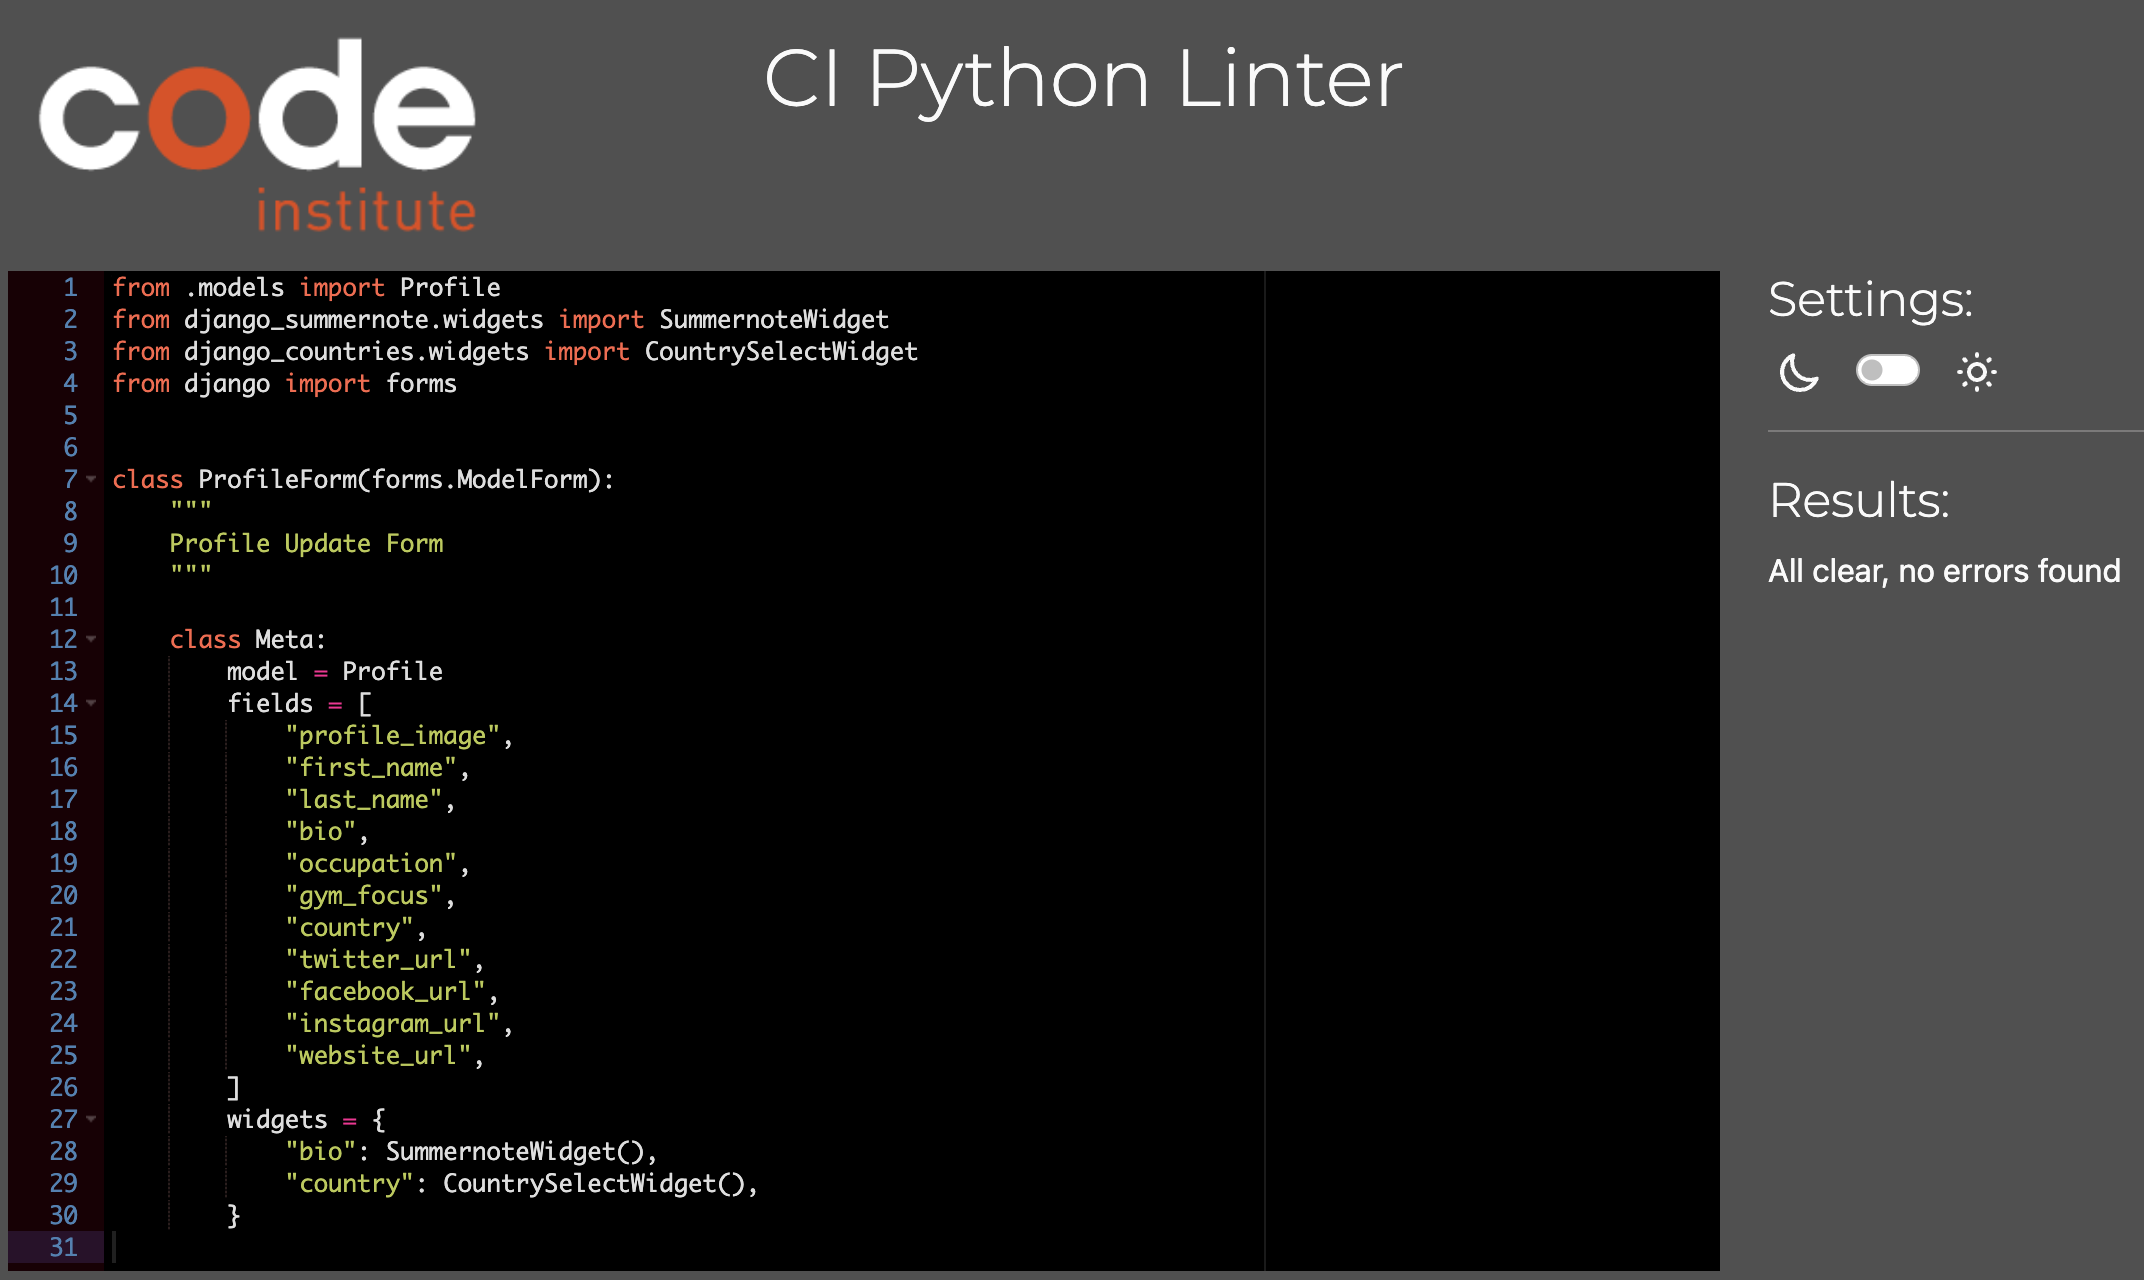 code
institute
CI Python Linter
1 from .models import Profile
2 from django_summernote.widgets import SummernoteWidget
3 from django_countries.widgets import CountrySelectWidget
4 from django import forms
5
6
7 class ProfileForm(forms.ModelForm):
8     """
9     Profile Update Form
10     """
11
12     class Meta:
13         model = Profile
14         fields = [
15             "profile_image",
16             "first_name",
17             "last_name",
18             "bio",
19             "occupation",
20             "gym_focus",
21             "country",
22             "twitter_url",
23             "facebook_url",
24             "instagram_url",
25             "website_url",
26         ]
27         widgets = {
28             "bio": SummernoteWidget(),
29             "country": CountrySelectWidget(),
30         }
31
Settings:
Results:
All clear, no errors found